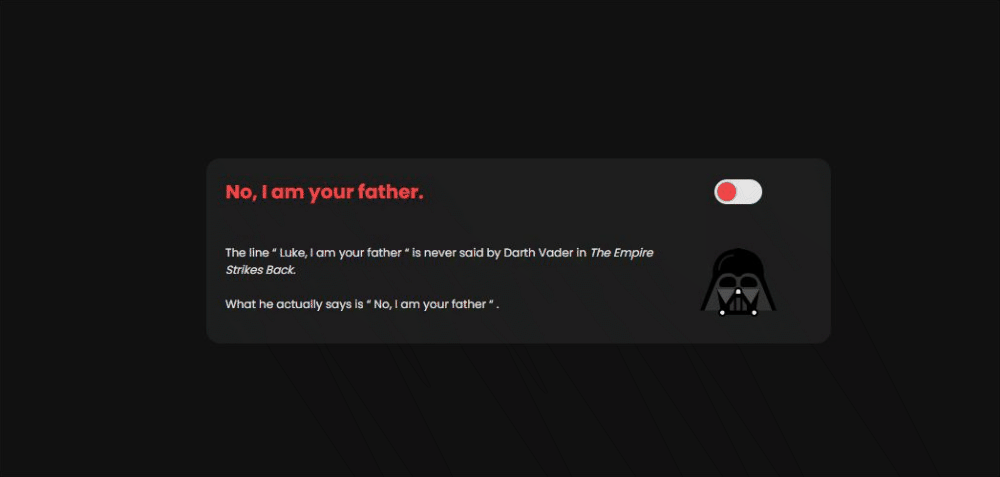 No, I am your father.
The line “ Luke, I am your father “ is never said by Darth Vader in The Empire
Strikes Back.
What he actually says is “ No, I am your father “ .